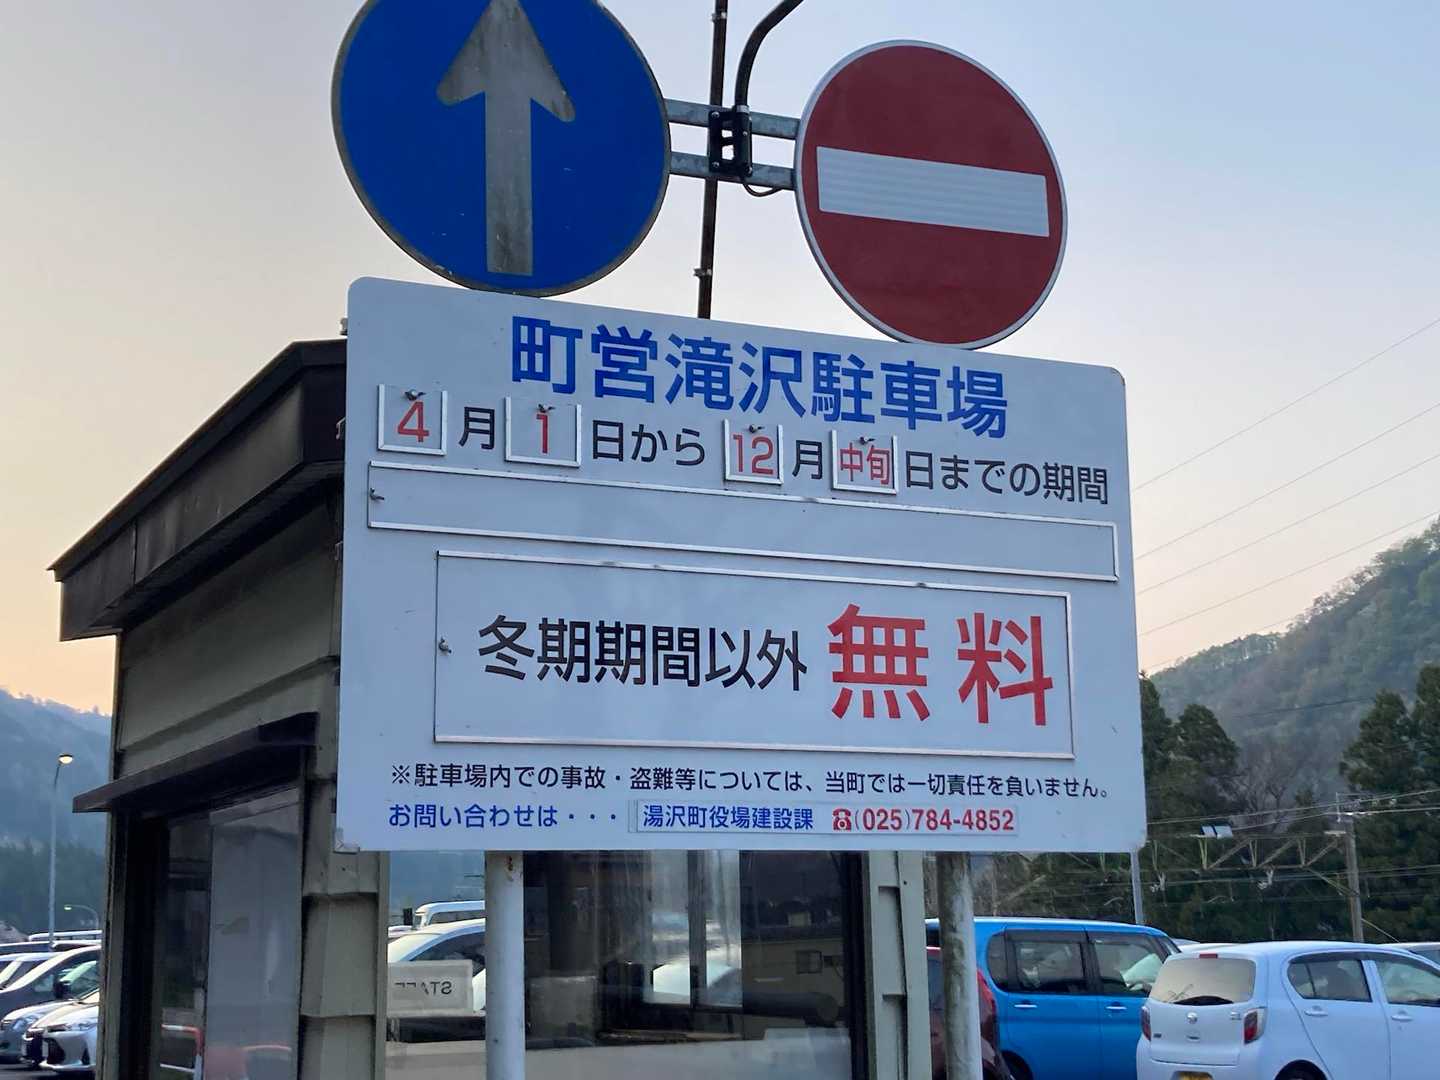 町営滝沢駐車場
4月1日から12月中旬日までの期間
冬期期間以外 無料
※駐車場内での事故・盗難等については、当町では一切責任を負いません。
お問い合わせは・・・ 湯沢町役場建設課 ☎(025)784-4852
STAFF